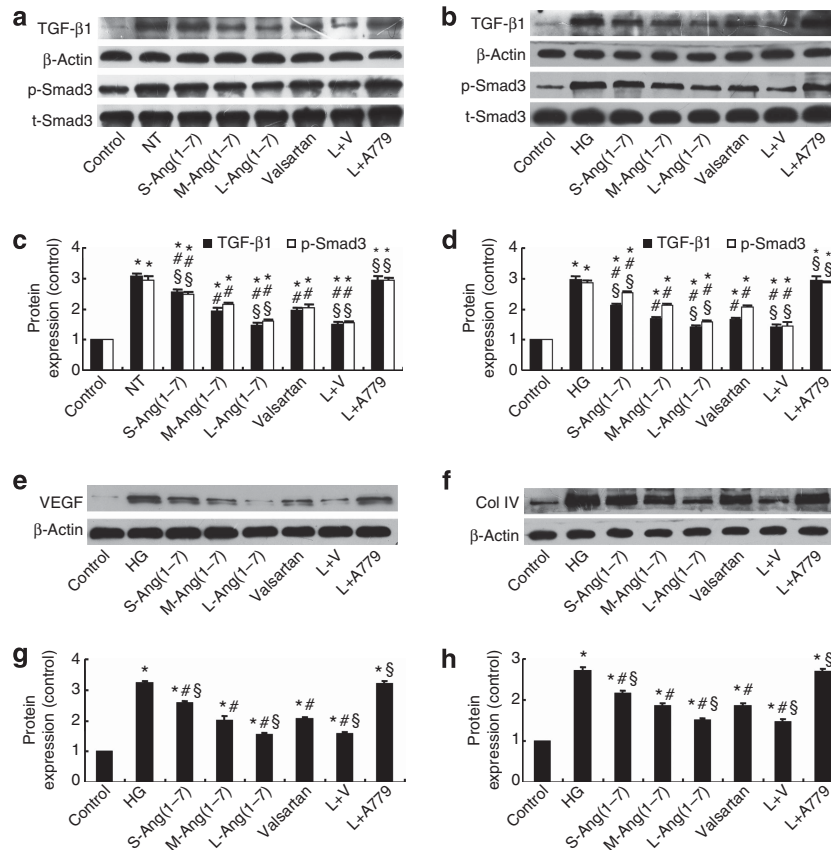 a
TGF-β1
β-Actin
p-Smad3
t-Smad3
Control
NT
S-Ang(1–7)
M-Ang(1–7)
L-Ang(1–7)
Valsartan
L+V
L+A779
b
TGF-β1
β-Actin
p-Smad3
t-Smad3
Control
HG
S-Ang(1–7)
M-Ang(1–7)
L-Ang(1–7)
Valsartan
L+V
L+A779
c
TGF-β1 p-Smad3
Protein
expression (control)
4
3
2
1
0
* *
* *
# #
§ §
* *
# #
* *
# #
§ §
* *
# #
* *
# #
§ §
* *
§ §
Control
NT
S-Ang(1–7)
M-Ang(1–7)
L-Ang(1–7)
Valsartan
L+V
L+A779
d
TGF-β1 p-Smad3
Protein
expression (control)
4
3
2
1
0
* *
* *
# #
§ §
* *
# #
* *
# #
§ §
* *
# #
* *
# #
§ §
* *
§ §
Control
HG
S-Ang(1–7)
M-Ang(1–7)
L-Ang(1–7)
Valsartan
L+V
L+A779
e
VEGF
β-Actin
Control
HG
S-Ang(1–7)
M-Ang(1–7)
L-Ang(1–7)
Valsartan
L+V
L+A779
f
Col IV
β-Actin
Control
HG
S-Ang(1–7)
M-Ang(1–7)
L-Ang(1–7)
Valsartan
L+V
L+A779
g
Protein
expression (control)
4
3
2
1
0
*
*#§
*#
*#§
*#
*#§
*§
Control
HG
S-Ang(1–7)
M-Ang(1–7)
L-Ang(1–7)
Valsartan
L+V
L+A779
h
Protein
expression (control)
3
2
1
0
*
*#§
*#
*#§
*#
*#§
*§
Control
HG
S-Ang(1–7)
M-Ang(1–7)
L-Ang(1–7)
Valsartan
L+V
L+A779